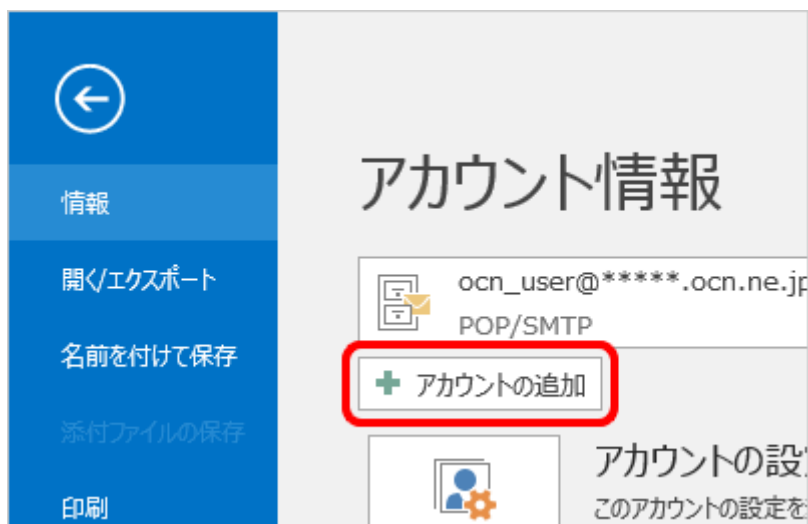 情報
開く/エクスポート
名前を付けて保存
添付ファイルの保存
印刷
アカウント情報
ocn_user@*****.ocn.ne.jp
POP/SMTP
アカウントの追加
アカウントの設
このアカウントの設定を